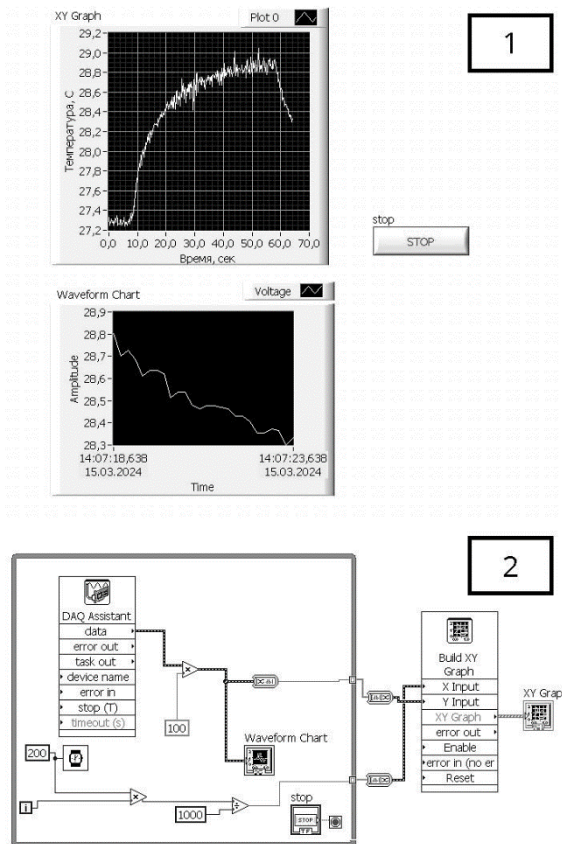 XY Graph
Plot 0
1
29,2
29,0
28,8
28,6
28,4
28,2
28,0
27,8
27,6
27,4
27,2
Температура, С
0,0 10,0 20,0 30,0 40,0 50,0 60,0 70,0
Время, сек
stop
STOP
Waveform Chart
Voltage
28,9
28,8
28,7
28,6
28,5
28,4
28,3
Amplitude
14:07:18,638
15.03.2024
14:07:23,638
15.03.2024
Time
2
DAQ Assistant
data
error out
task out
device name
error in
stop (T)
timeout (s)
100
Waveform Chart
200
i
1000
stop
STOP
TF
Build XY
Graph
X Input
Y Input
XY Graph
error out
Enable
error in (no er
Reset
XY Grap